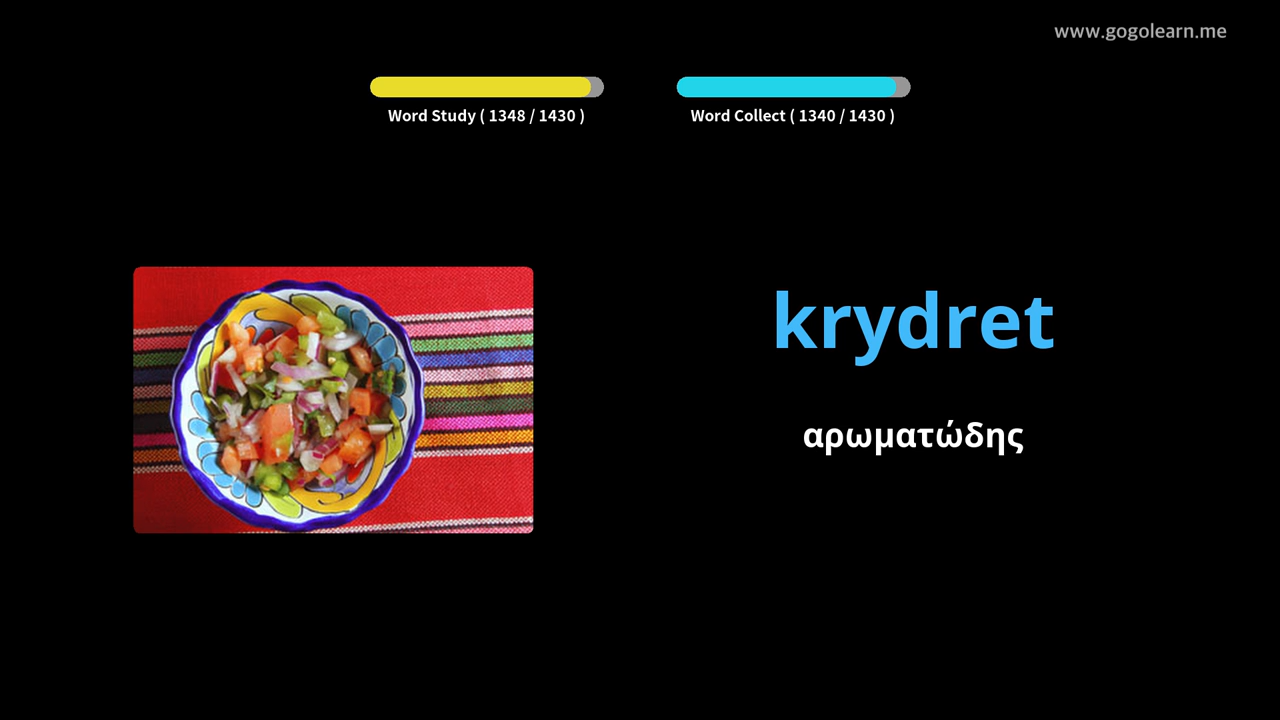 www.gogolearn.me
Word Study ( 1348 / 1430 )
Word Collect ( 1340 / 1430 )
krydret
αρωματώδης